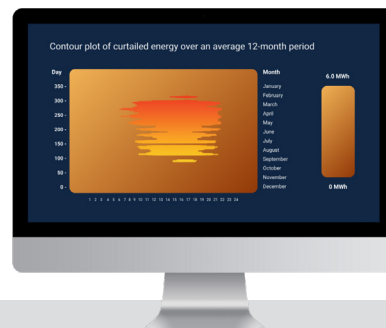 Contour plot of curtailed energy over an average 12-month period
Day
350 -
300 -
250 -
200 -
150 -
100 -
50 -
0 -
1 2 3 4 5 6 7 8 9 10 11 12 13 14 15 16 17 18 19 20 21 22 23 24
Month
January
February
March
April
May
June
July
August
September
October
November
December
6.0 MWh
0 MWh